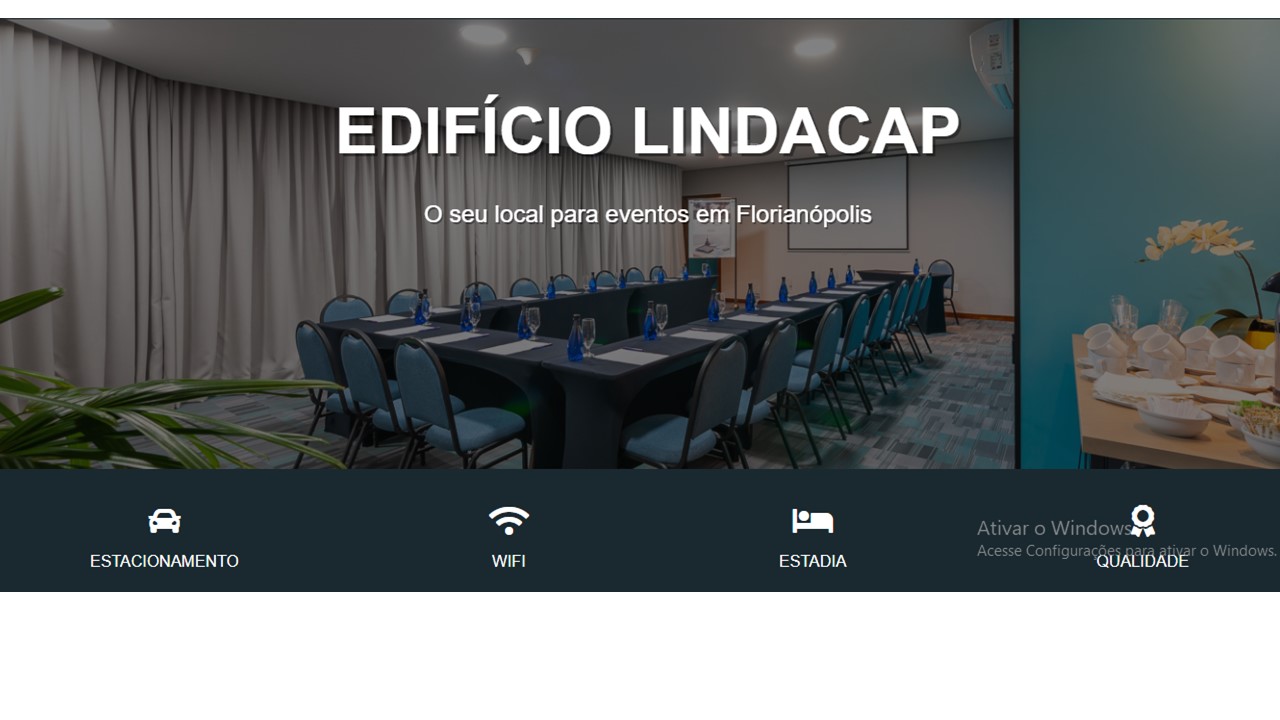 EDIFÍCIO LINDACAP
O seu local para eventos em Florianópolis
ESTACIONAMENTO
WIFI
ESTADIA
QUALIDADE
Ativar o Windows
Acesse Configurações para ativar o Windows.